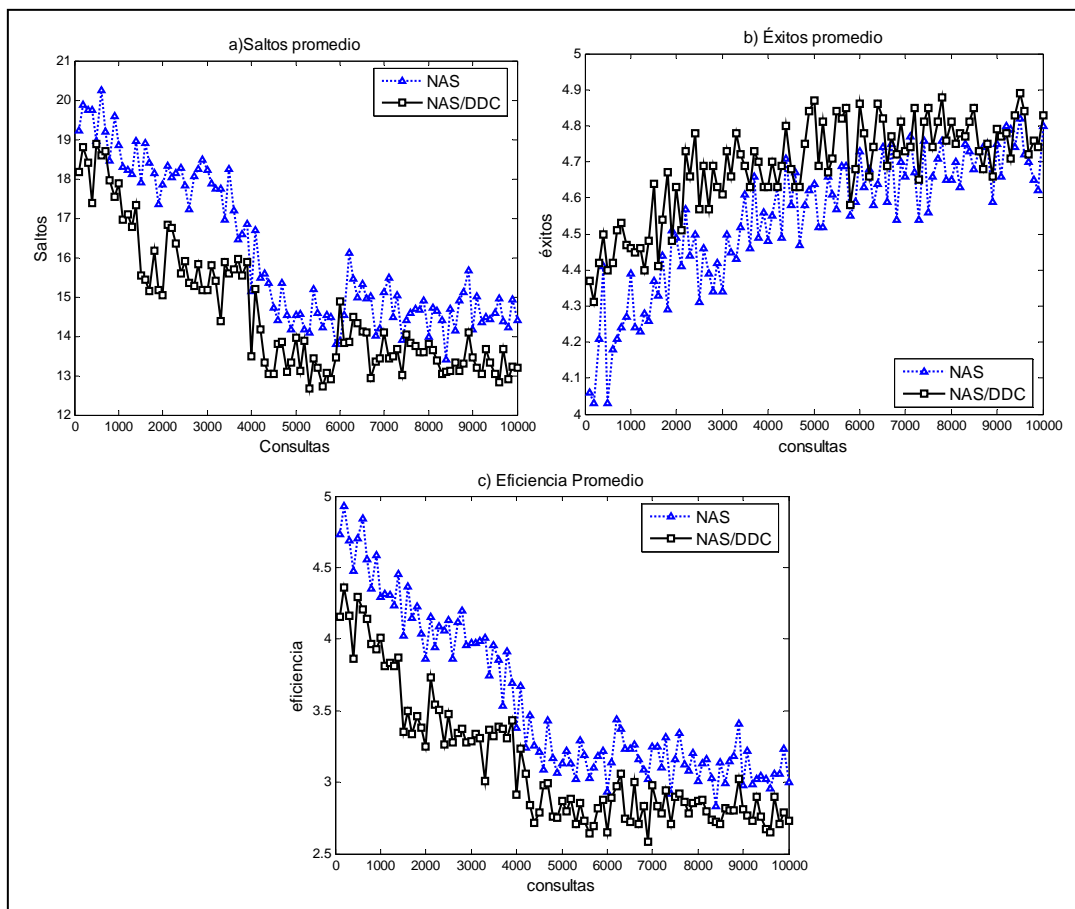 a)Saltos promedio
21
20
19
18
17
16
15
14
13
12
Saltos
0 1000 2000 3000 4000 5000 6000 7000 8000 9000 10000
Consultas
NAS
NAS/DDC
b) Éxitos promedio
5
4.9
4.8
4.7
4.6
4.5
4.4
4.3
4.2
4.1
4
éxitos
0 1000 2000 3000 4000 5000 6000 7000 8000 9000 10000
consultas
NAS
NAS/DDC
c) Eficiencia Promedio
5
4.5
4
3.5
3
2.5
eficiencia
0 1000 2000 3000 4000 5000 6000 7000 8000 9000 10000
consultas
NAS
NAS/DDC